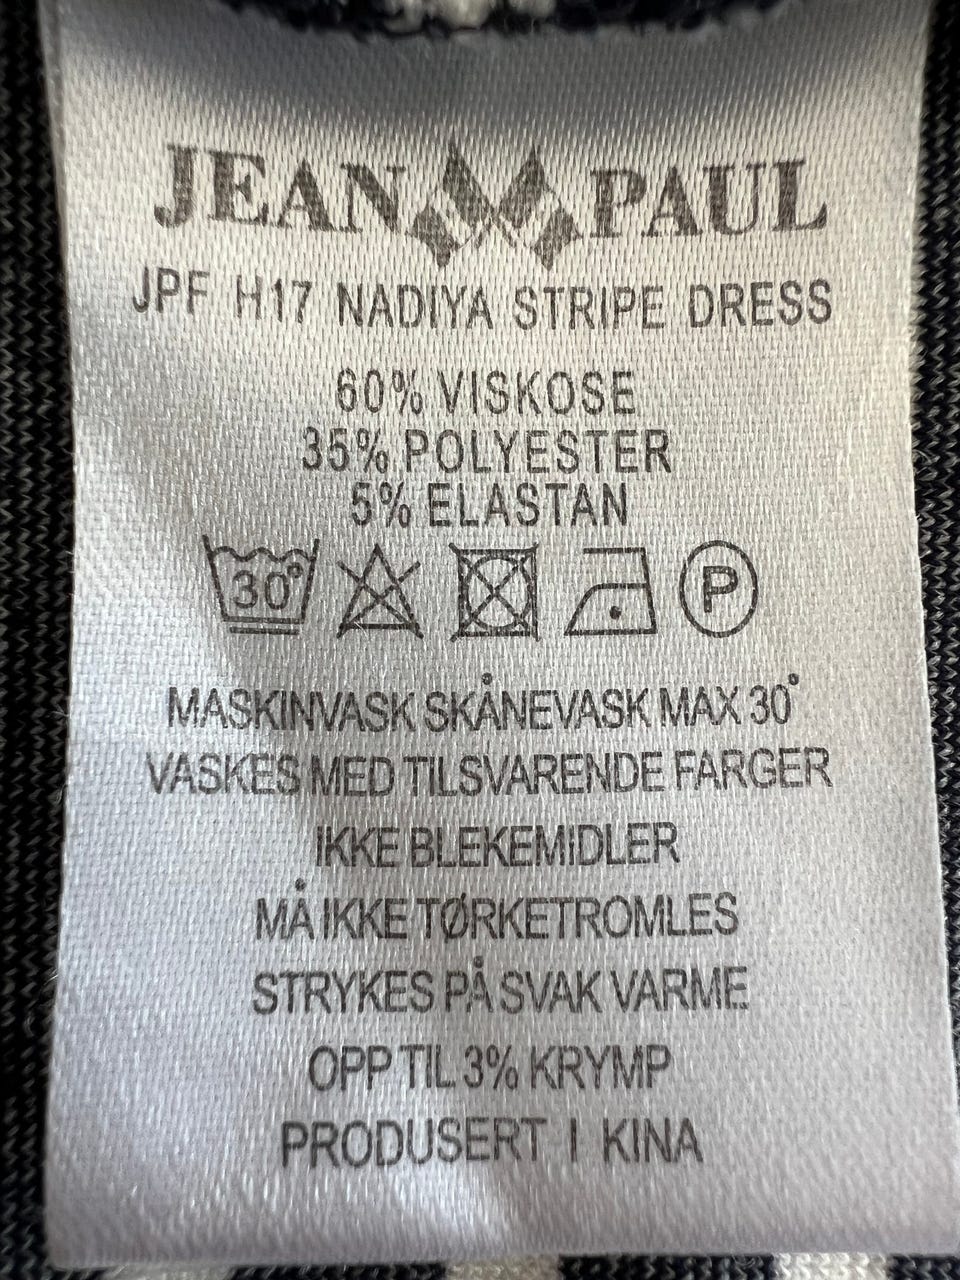 JEAN PAUL
JPF H17 NADIYA STRIPE DRESS
60% VISKOSE
35% POLYESTER
5% ELASTAN
30° P
MASKINVASK SKÅNEVASK MAX 30°
VASKES MED TILSVARENDE FARGER
IKKE BLEKEMiDLER
MÅ IKKE TØRKETROMLES
STRYKES PÅ SVAK VARME
OPP TIL 3% KRYMP
PRODUSERT I KINA